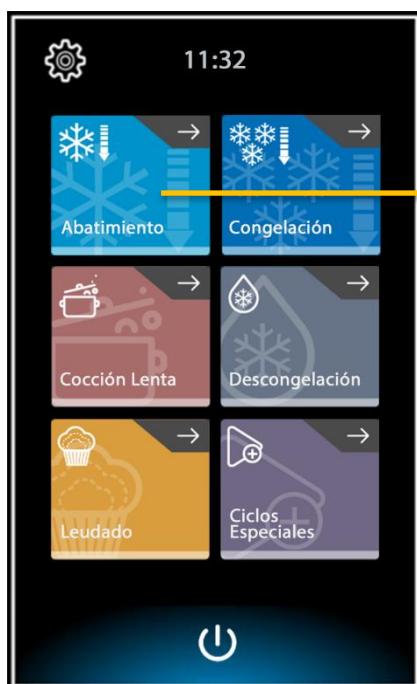 11:32
Abatimiento
Congelación
Cocción Lenta
Descongelación
Leudado
Ciclos
Especiales